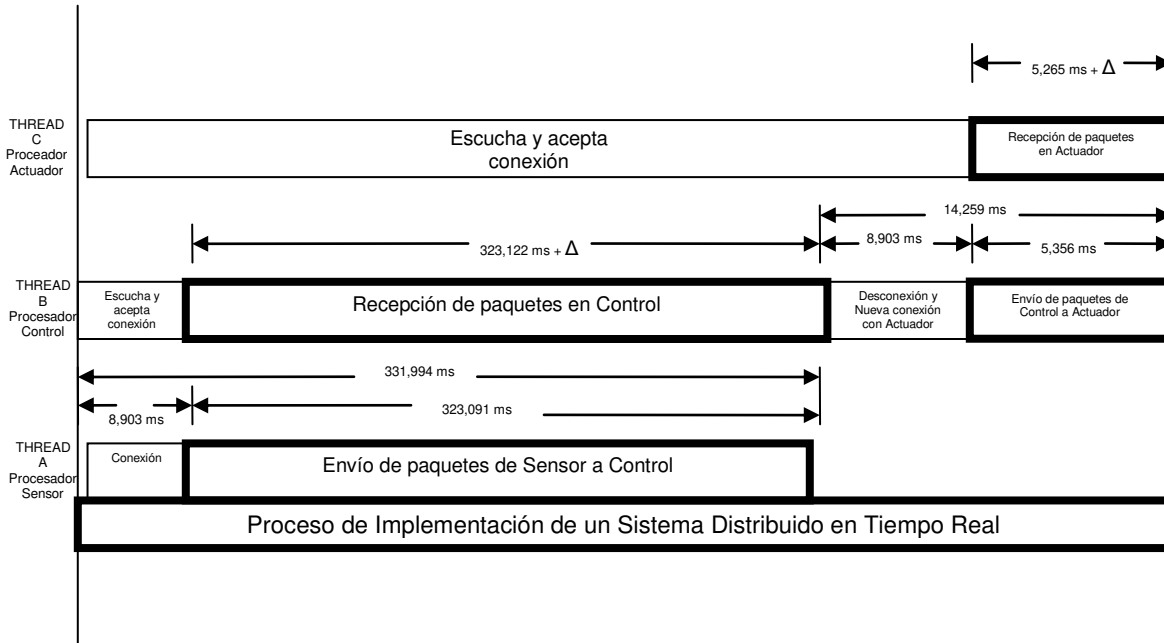 5,265 ms + Δ
THREAD
C
Proceador
Actuador
Escucha y acepta
conexión
Recepción de paquetes
en Actuador
14,259 ms
323,122 ms + Δ
8,903 ms
5,356 ms
THREAD
B
Procesador
Control
Escucha y
acepta
conexión
Recepción de paquetes en Control
Desconexión y
Nueva conexión
con Actuador
Envío de paquetes de
Control a Actuador
331,994 ms
8,903 ms
323,091 ms
THREAD
A
Procesador
Sensor
Conexión
Envío de paquetes de Sensor a Control
Proceso de Implementación de un Sistema Distribuido en Tiempo Real